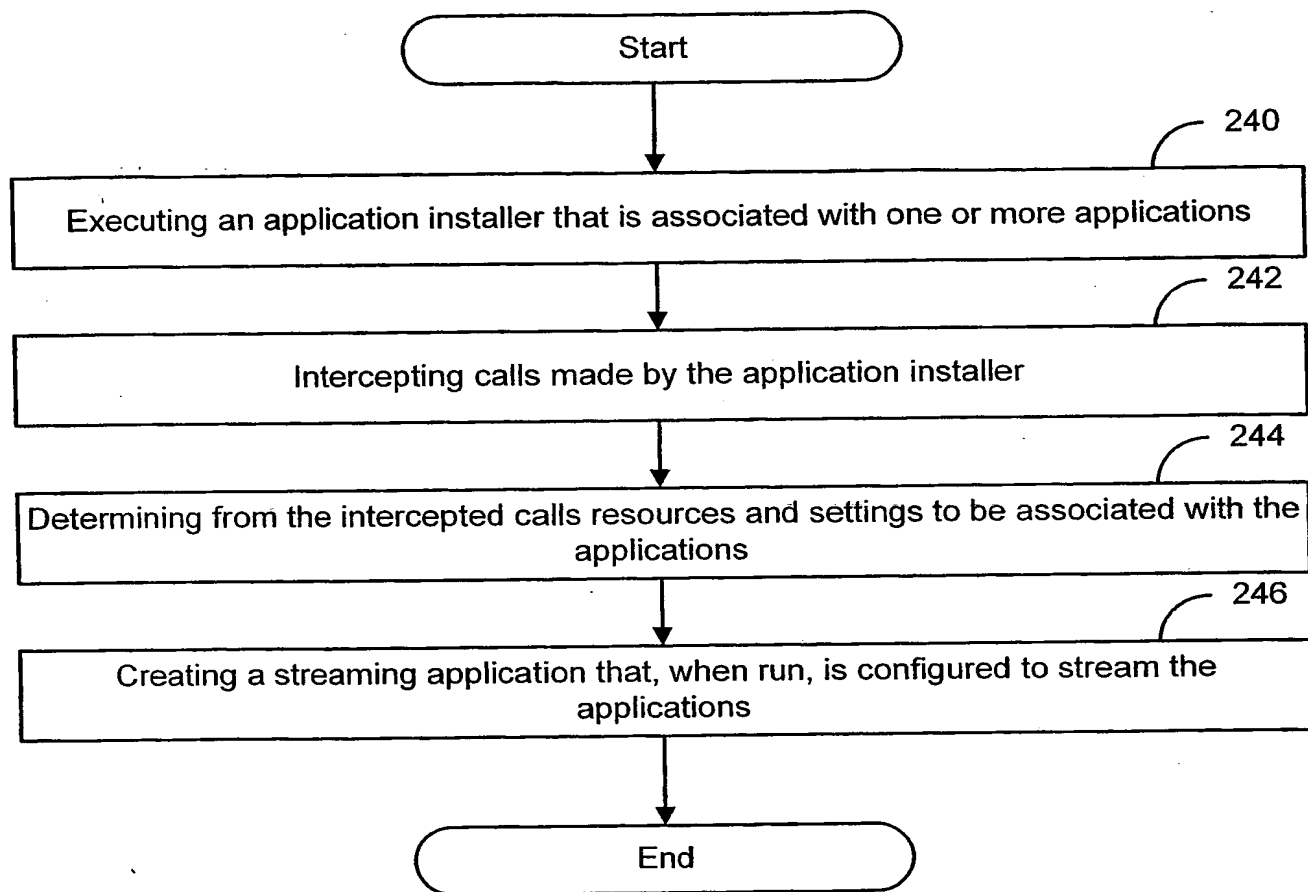 Start
240
Executing an application installer that is associated with one or more applications
242
Intercepting calls made by the application installer
244
Determining from the intercepted calls resources and settings to be associated with the
applications
246
Creating a streaming application that, when run, is configured to stream the
applications
End